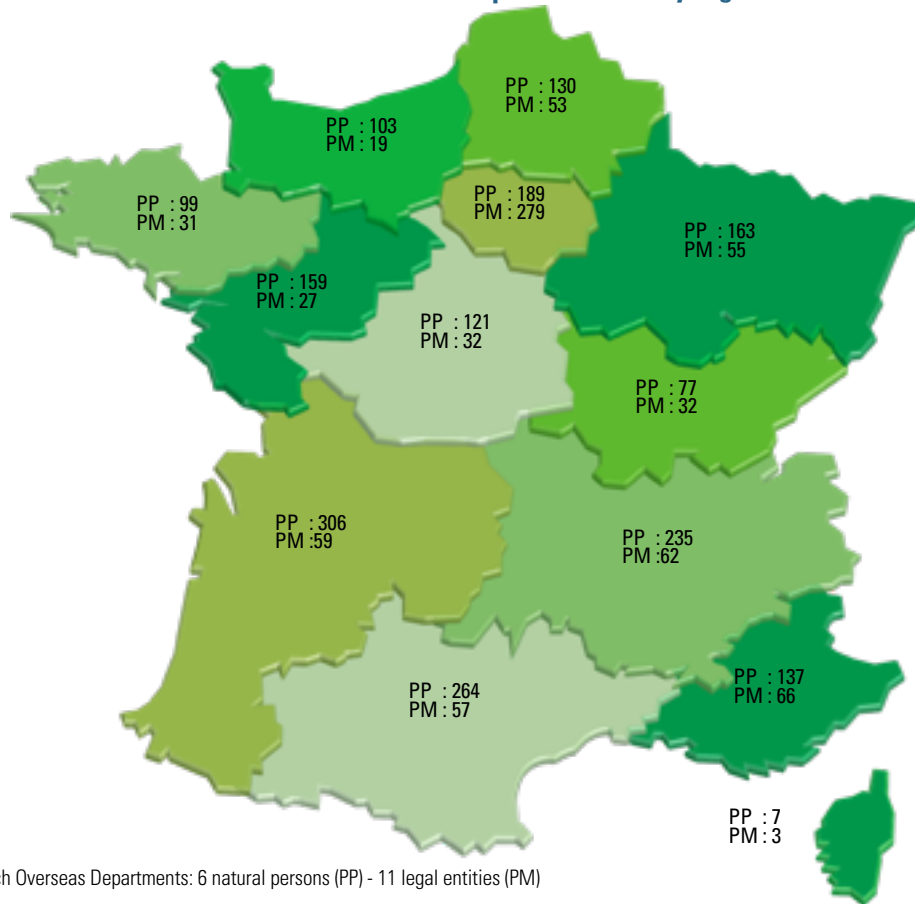 PP : 130
PM : 53
PP : 103
PM : 19
PP : 189
PM : 279
PP : 99
PM : 31
PP : 163
PM : 55
PP : 159
PM : 27
PP : 121
PM : 32
PP : 77
PM : 32
PP : 306
PM : 59
PP : 235
PM :62
PP : 137
PM : 66
PP : 264
PM : 57
PP : 7
PM : 3
Overseas Departments: 6 natural persons (PP) - 11 legal entities (PM)